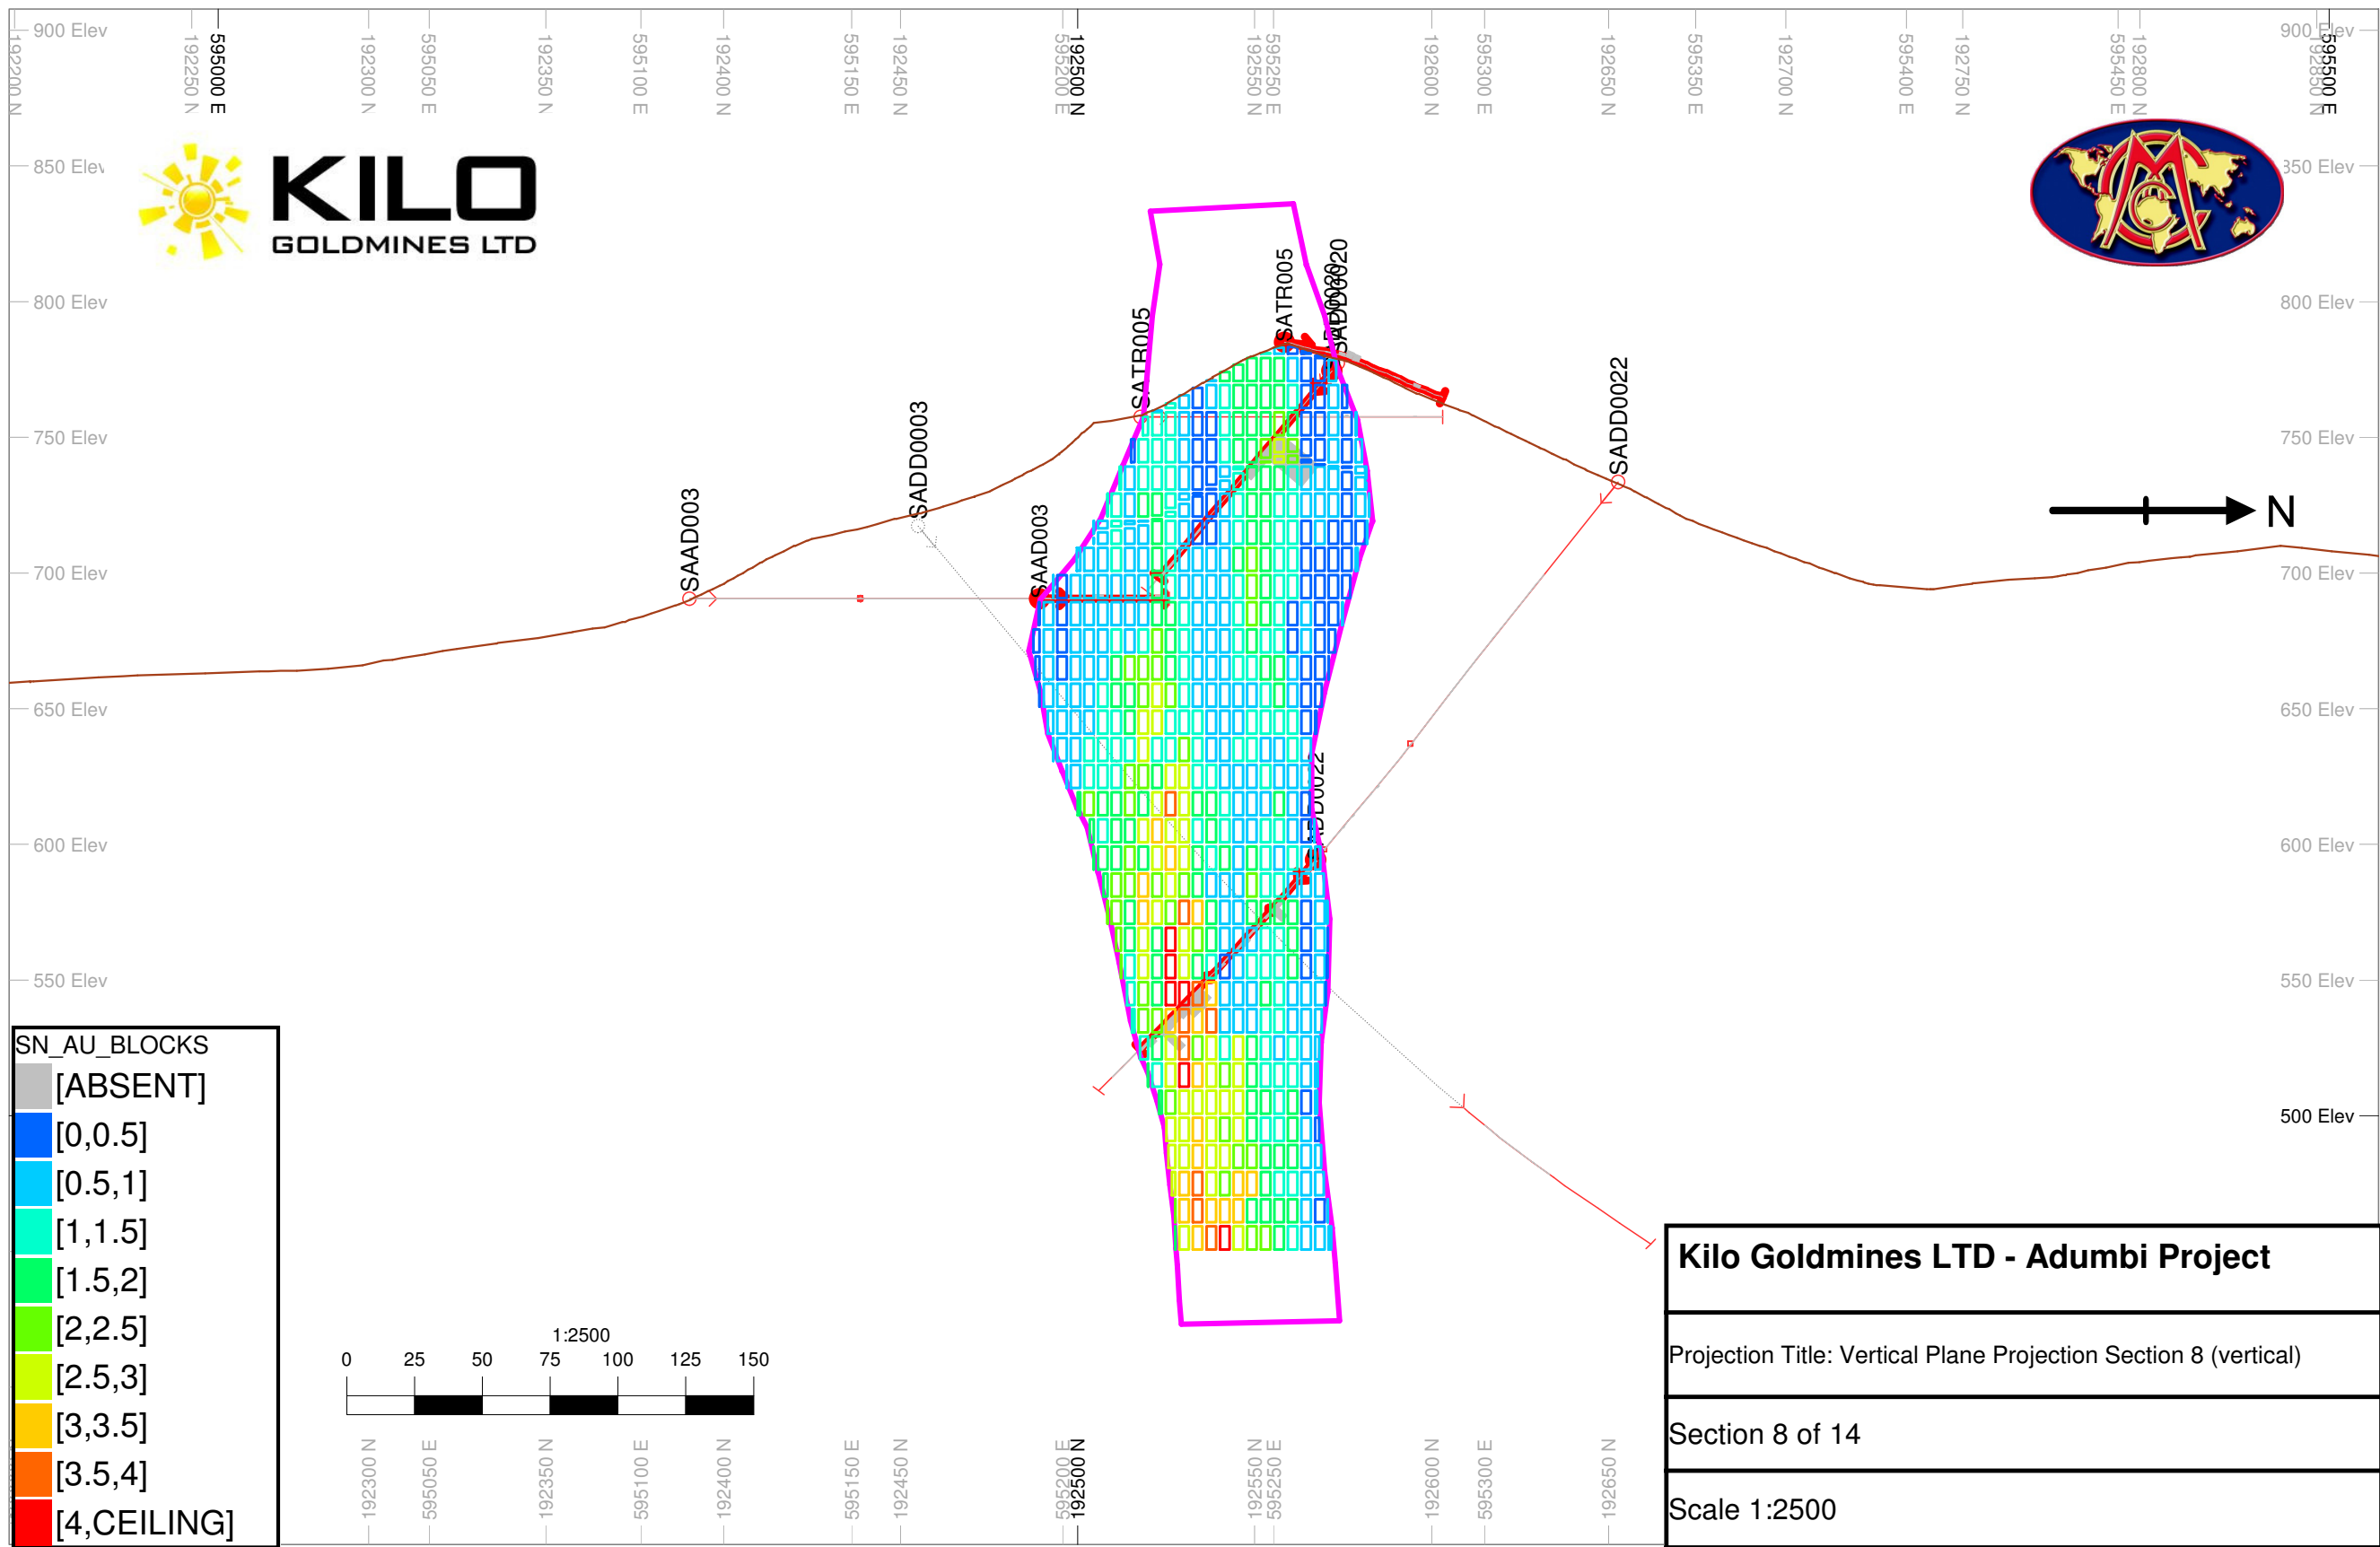 900 Elev
900 Elev
192200 N
192250 N
595000 E
192300 N
595050 E
192350 N
595100 E
192400 N
595150 E
192450 N
595200 E
192500 N
192550 N
595250 E
192600 N
595300 E
192650 N
595350 E
192700 N
595400 E
192750 N
595450 E
192800 N
192850 N
595500 E
850 Elev
850 Elev
KILO
GOLDMINES LTD
800 Elev
800 Elev
SATR005
SATR005
SADD0020
SADD0020
SADD0022
750 Elev
750 Elev
SADD0003
SAAD003
SAAD003
N
700 Elev
700 Elev
650 Elev
650 Elev
600 Elev
600 Elev
550 Elev
550 Elev
500 Elev
SN_AU_BLOCKS
[ABSENT]
[0,0.5]
[0.5,1]
[1,1.5]
[1.5,2]
[2,2.5]
[2.5,3]
[3,3.5]
[3.5,4]
[4,CEILING]
1:2500
0 25 50 75 100 125 150
192300 N
595050 E
192350 N
595100 E
192400 N
595150 E
192450 N
595200 E
192500 N
192550 N
595250 E
192600 N
595300 E
192650 N
Kilo Goldmines LTD - Adumbi Project
Projection Title: Vertical Plane Projection Section 8 (vertical)
Section 8 of 14
Scale 1:2500